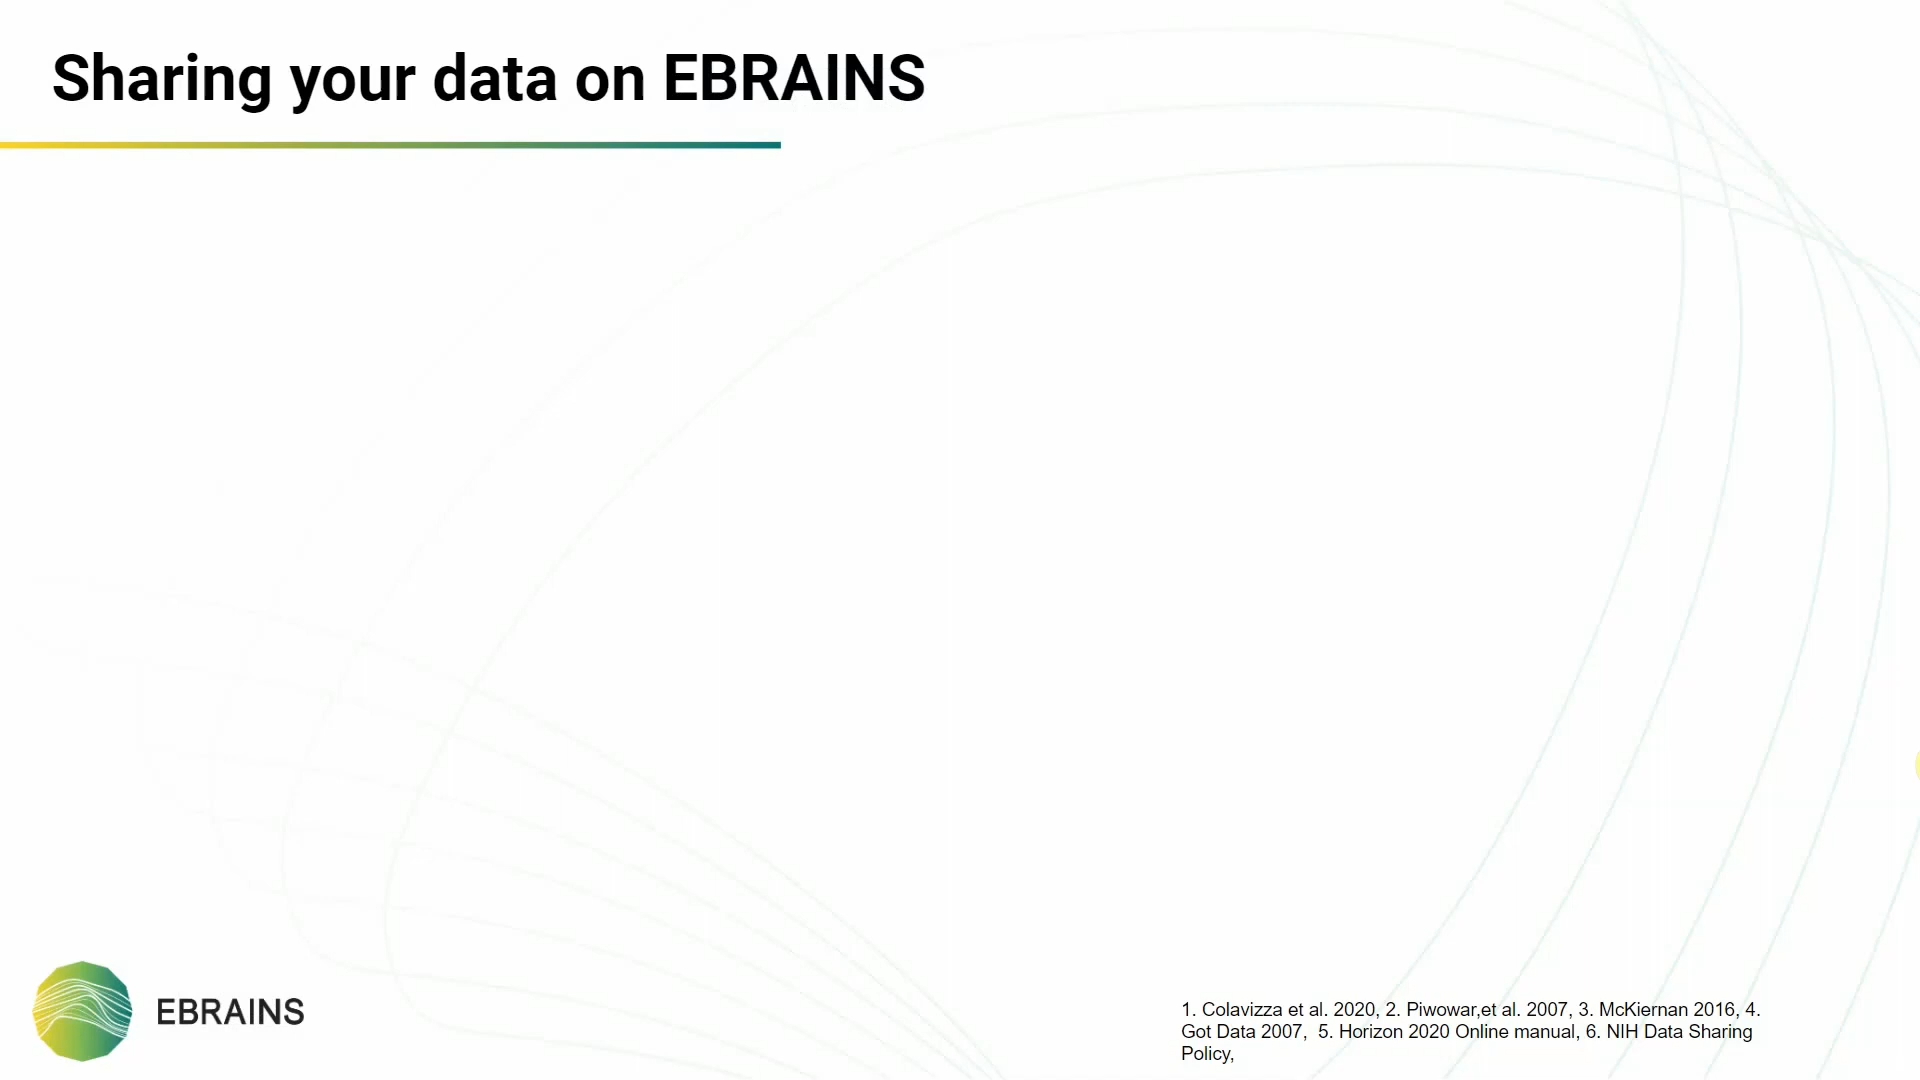 Sharing your data on EBRAINS
EBRAINS
1. Colavizza et al. 2020, 2. Piwowar,et al. 2007, 3. McKiernan 2016, 4.
Got Data 2007,  5. Horizon 2020 Online manual, 6. NIH Data Sharing
Policy,